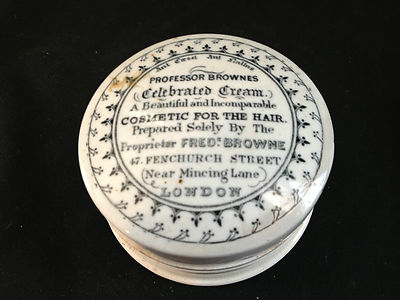 PROFESSOR BROWNES
Celebrated Cream.
A Beautiful and Incomparable
COSMETIC FOR THE HAIR.
Prepared Solely By The
Proprietor FREDK. BROWNE
47. FENCHURCH STREET
(Near Mincing Lane)
LONDON